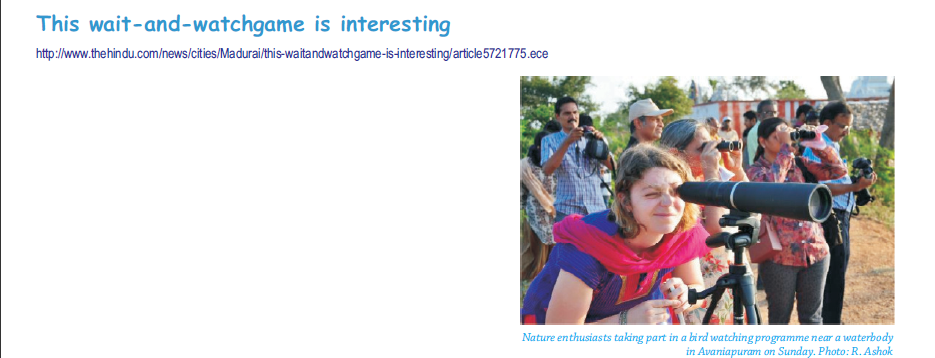 This wait-and-watchgame is interesting
http://www.thehindu.com/news/cities/Madurai/this-waitandwatchgame-is-interesting/article5721775.ece
Nature enthusiasts taking part in a bird watching programme near a waterbody
in Avaniapuram on Sunday. Photo: R. Ashok